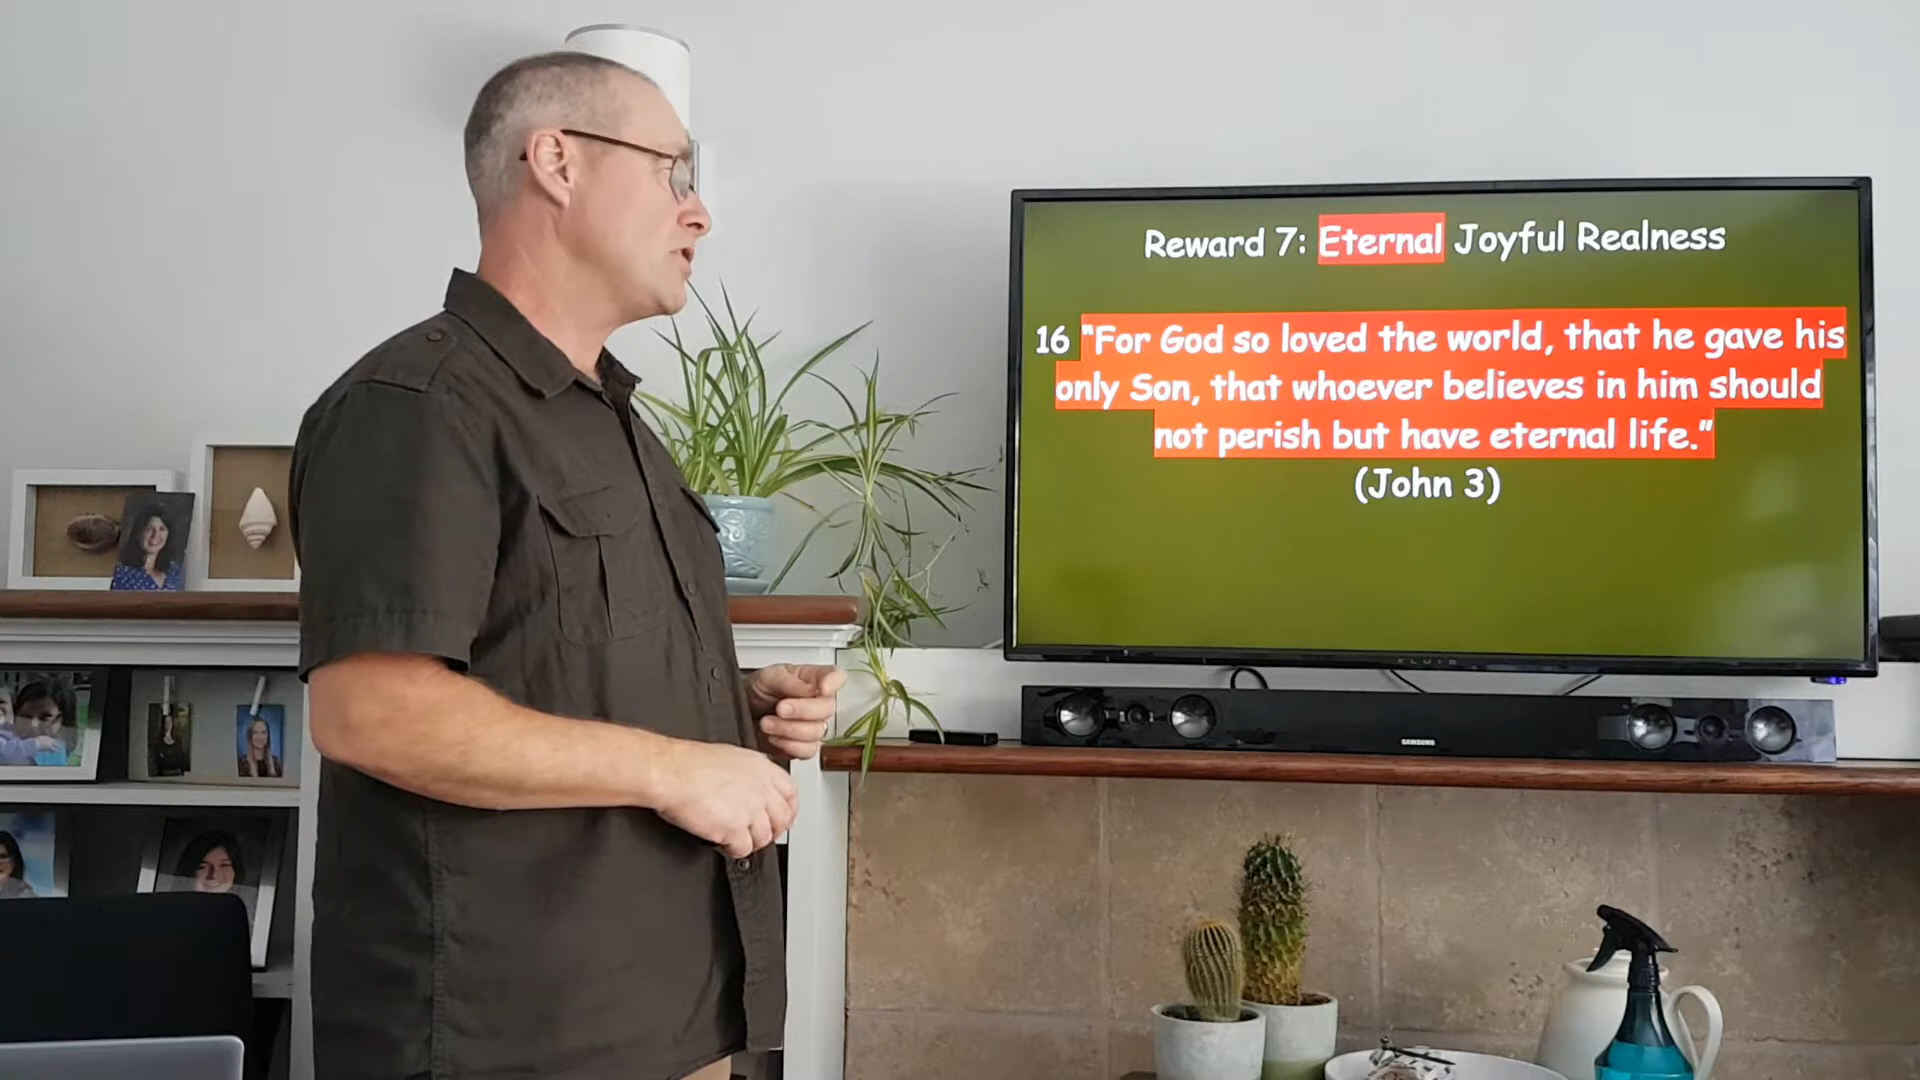 Reward 7: Eternal Joyful Realness
16 "For God so loved the world, that he gave his
only Son, that whoever believes in him should
not perish but have eternal life."
(John 3)
SAMSUNG